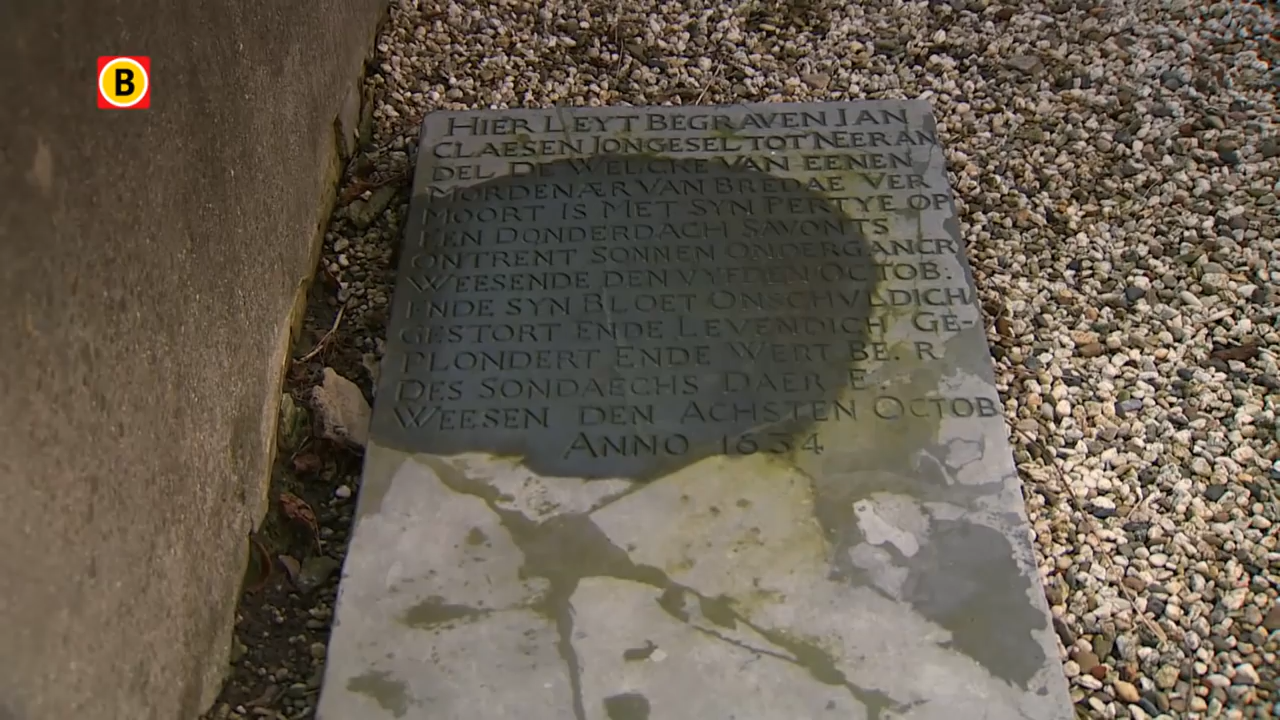 B
HIER LEYT BEGRAVEN IAN
CLAESEN IONGESEL TOT NEERAN
DEL DE WELCKE VAN EENEN
MORDENÆR VAN BREDAE VER
MOORT IS MET SYN PERTYE OP
EEN DONDERDACH SAVONTS
ONTRENT SONNEN ONDERGANCK
WEESENDE DEN VYFDEN OCTOB.
ENDE SYN BLOET ONSCHVLDICH
GESTORT ENDE LEVENDICH GE-
PLONDERT ENDE WERT BE. R
DES SONDAECHS DAER E
WEESEN DEN ACHSTEN OCTOB
ANNO 1634